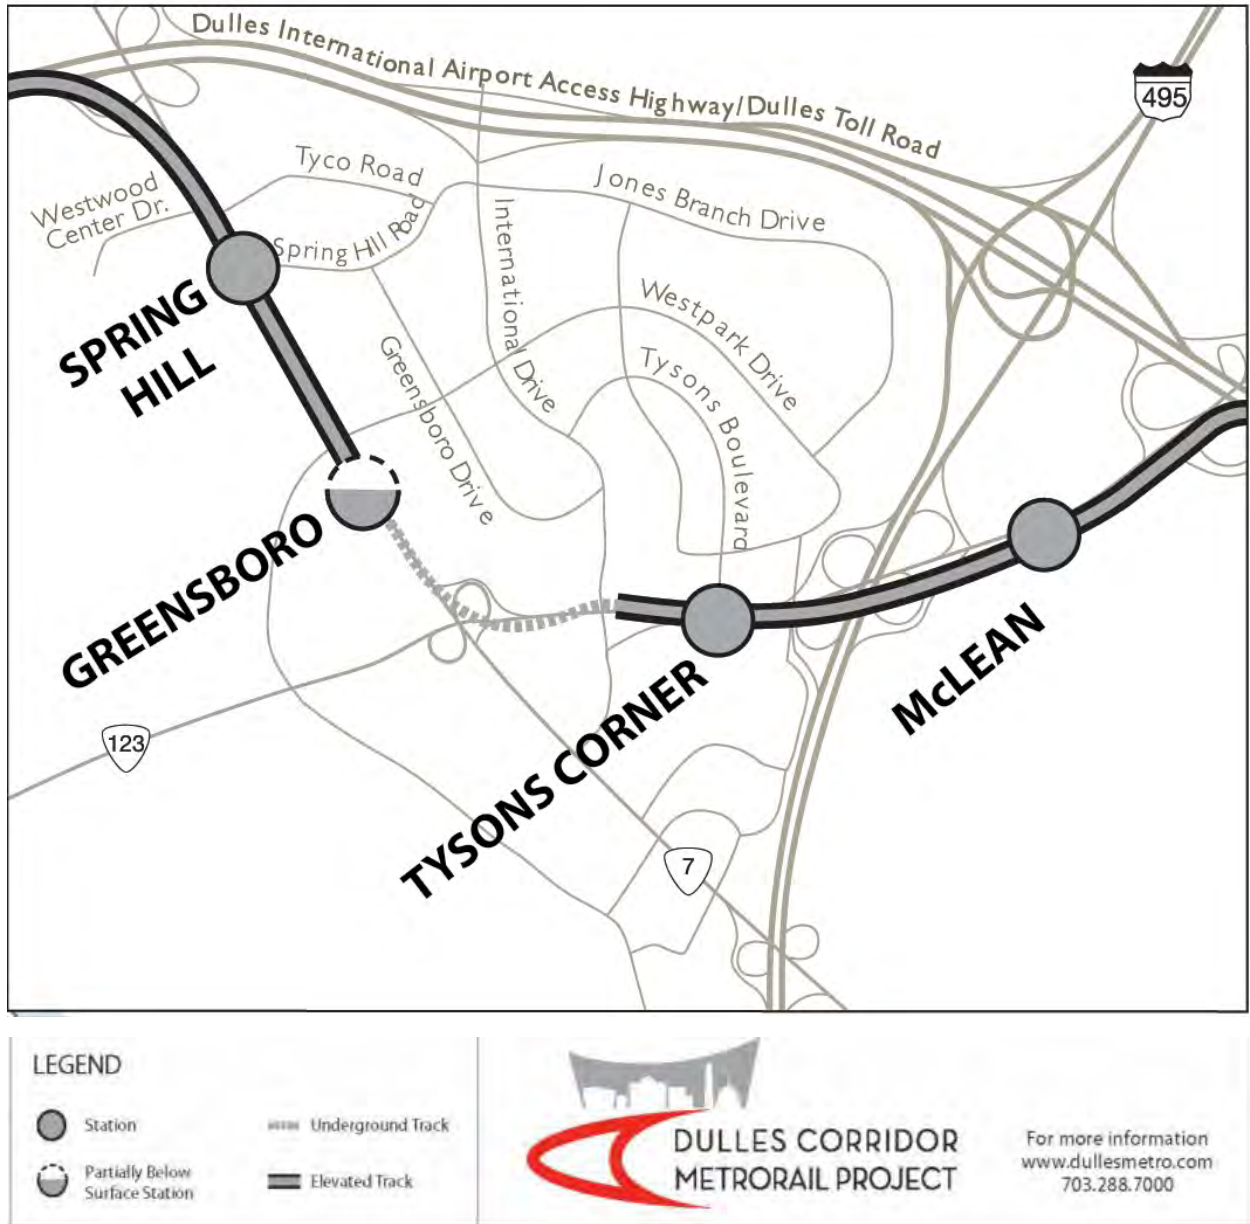 Dulles International Airport Access Highway/Dulles Toll Road
495
Tyco Road
Jones Branch Drive
Westwood
Center Dr.
Spring Hill Road
International Drive
Westpark Drive
Greensboro Drive
Tysons Boulevard
SPRING
HILL
GREENSBORO
TYSONS CORNER
McLEAN
123
7
LEGEND
Station
Underground Track
Partially Below
Surface Station
Elevated Track
DULLES CORRIDOR
METRORAIL PROJECT
For more information
www.dullesmetro.com
703.288.7000